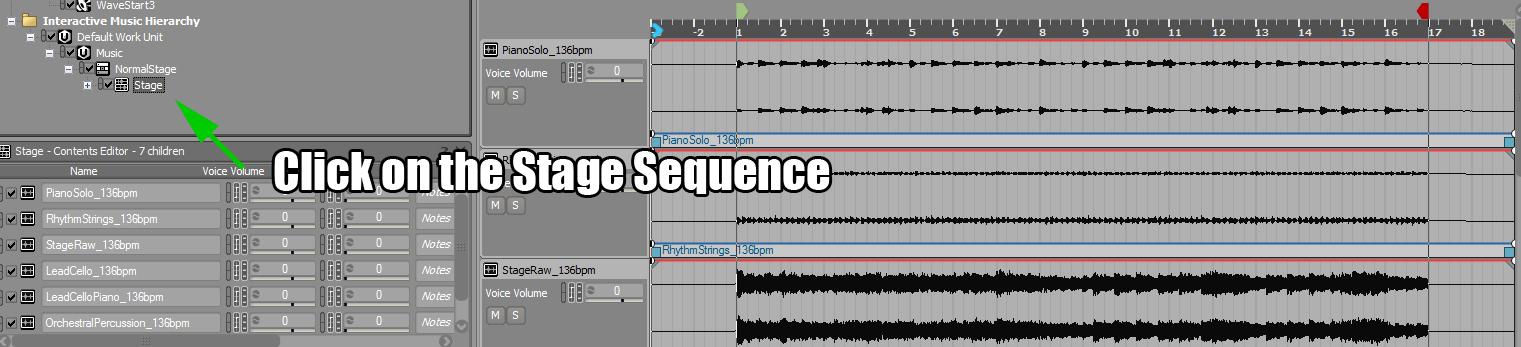 WaveStart3
Interactive Music Hierarchy
Default Work Unit
Music
NormalStage
Stage
Stage - Contents Editor - 7 children
Name Voice Volume
PianoSolo_136bpm 0 0 Notes
RhythmStrings_136bpm 0 0 Notes
StageRaw_136bpm 0 0 Notes
LeadCello_136bpm 0 0 Notes
LeadCelloPiano_136bpm 0 0 Notes
OrchestralPercussion_136bpm 0 0 Notes
Click on the Stage Sequence
-2 1 2 3 4 5 6 7 8 9 10 11 12 13 14 15 16 17 18
PianoSolo_136bpm
Voice Volume 0
M S
PianoSolo_136bpm
M S
RhythmStrings_136bpm
StageRaw_136bpm
Voice Volume 0
M S